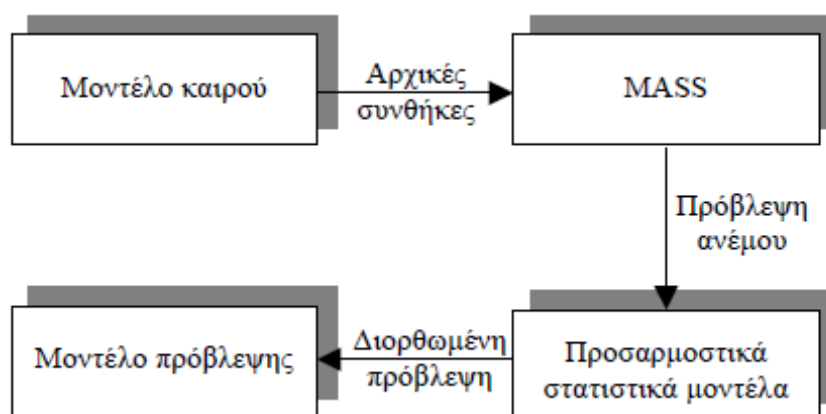 Μοντέλο καιρού
Αρχικές
συνθήκες
MASS
Πρόβλεψη
ανέμου
Προσαρμοστικά
στατιστικά μοντέλα
Διορθωμένη
πρόβλεψη
Μοντέλο πρόβλεψης